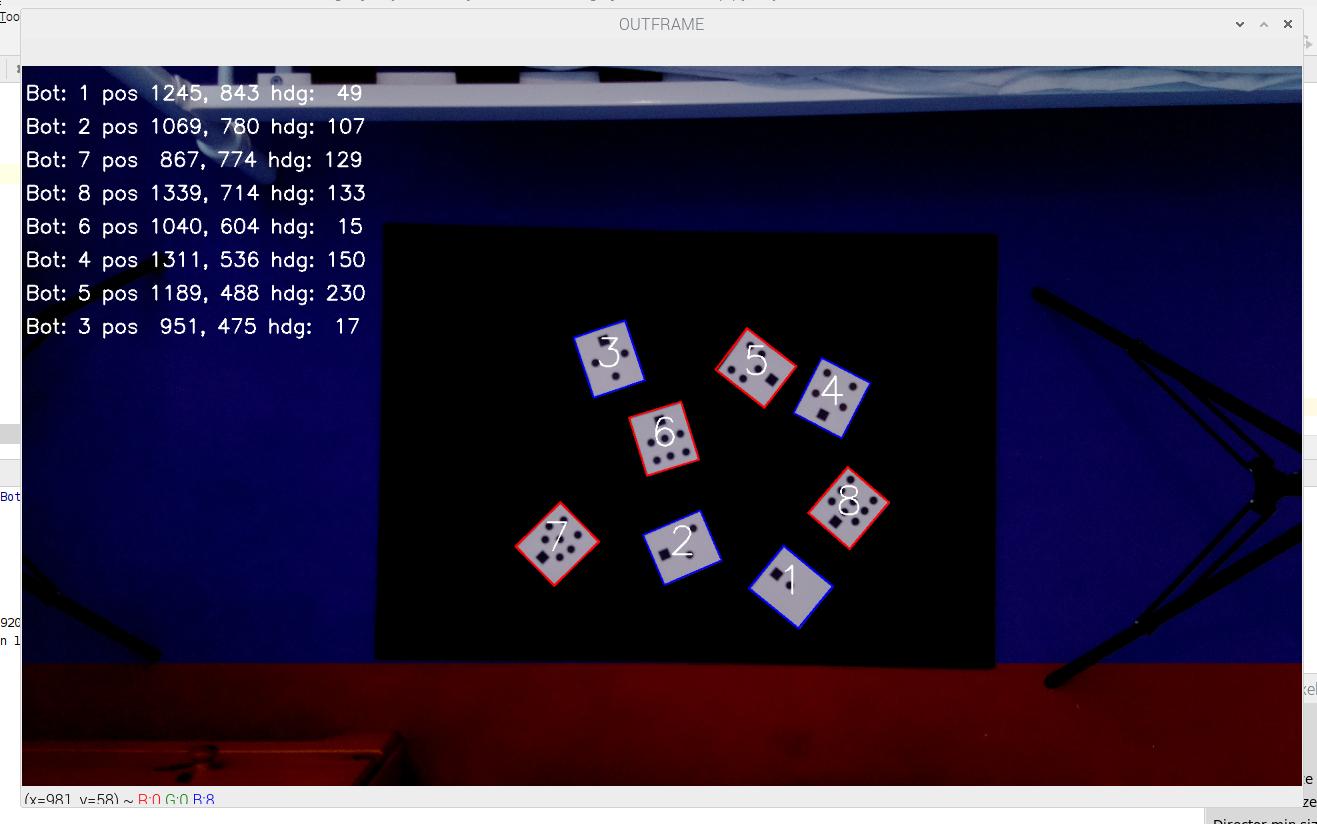 Too
OUTFRAME
Bot: 1 pos 1245, 843 hdg: 49
Bot: 2 pos 1069, 780 hdg: 107
Bot: 7 pos 867, 774 hdg: 129
Bot: 8 pos 1339, 714 hdg: 133
Bot: 6 pos 1040, 604 hdg: 15
Bot: 4 pos 1311, 536 hdg: 150
Bot: 5 pos 1189, 488 hdg: 230
Bot: 3 pos 951, 475 hdg: 17
3
5
4
6
8
7
2
1
Bot
920
n l
(x=981, y=58) ~ R:0 G:0 B:8